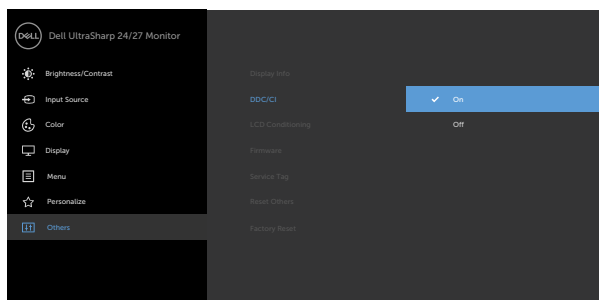 DELL
Dell UltraSharp 24/27 Monitor
Brightness/Contrast
Input Source
Color
Display
Menu
Personalize
Others
Display Info
DDC/CI
LCD Conditioning
Firmware
Service Tag
Reset Others
Factory Reset
On
Off